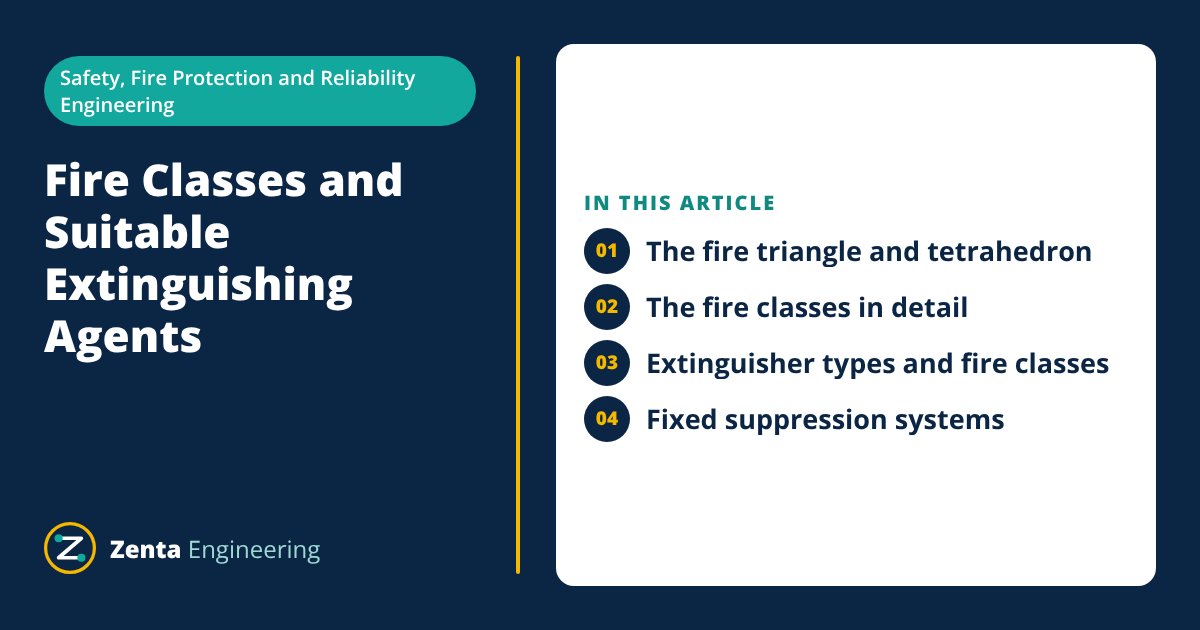 Safety, Fire Protection and Reliability
Engineering
Fire Classes and
Suitable
Extinguishing
Agents
Z
Zenta Engineering
IN THIS ARTICLE
01 The fire triangle and tetrahedron
02 The fire classes in detail
03 Extinguisher types and fire classes
04 Fixed suppression systems